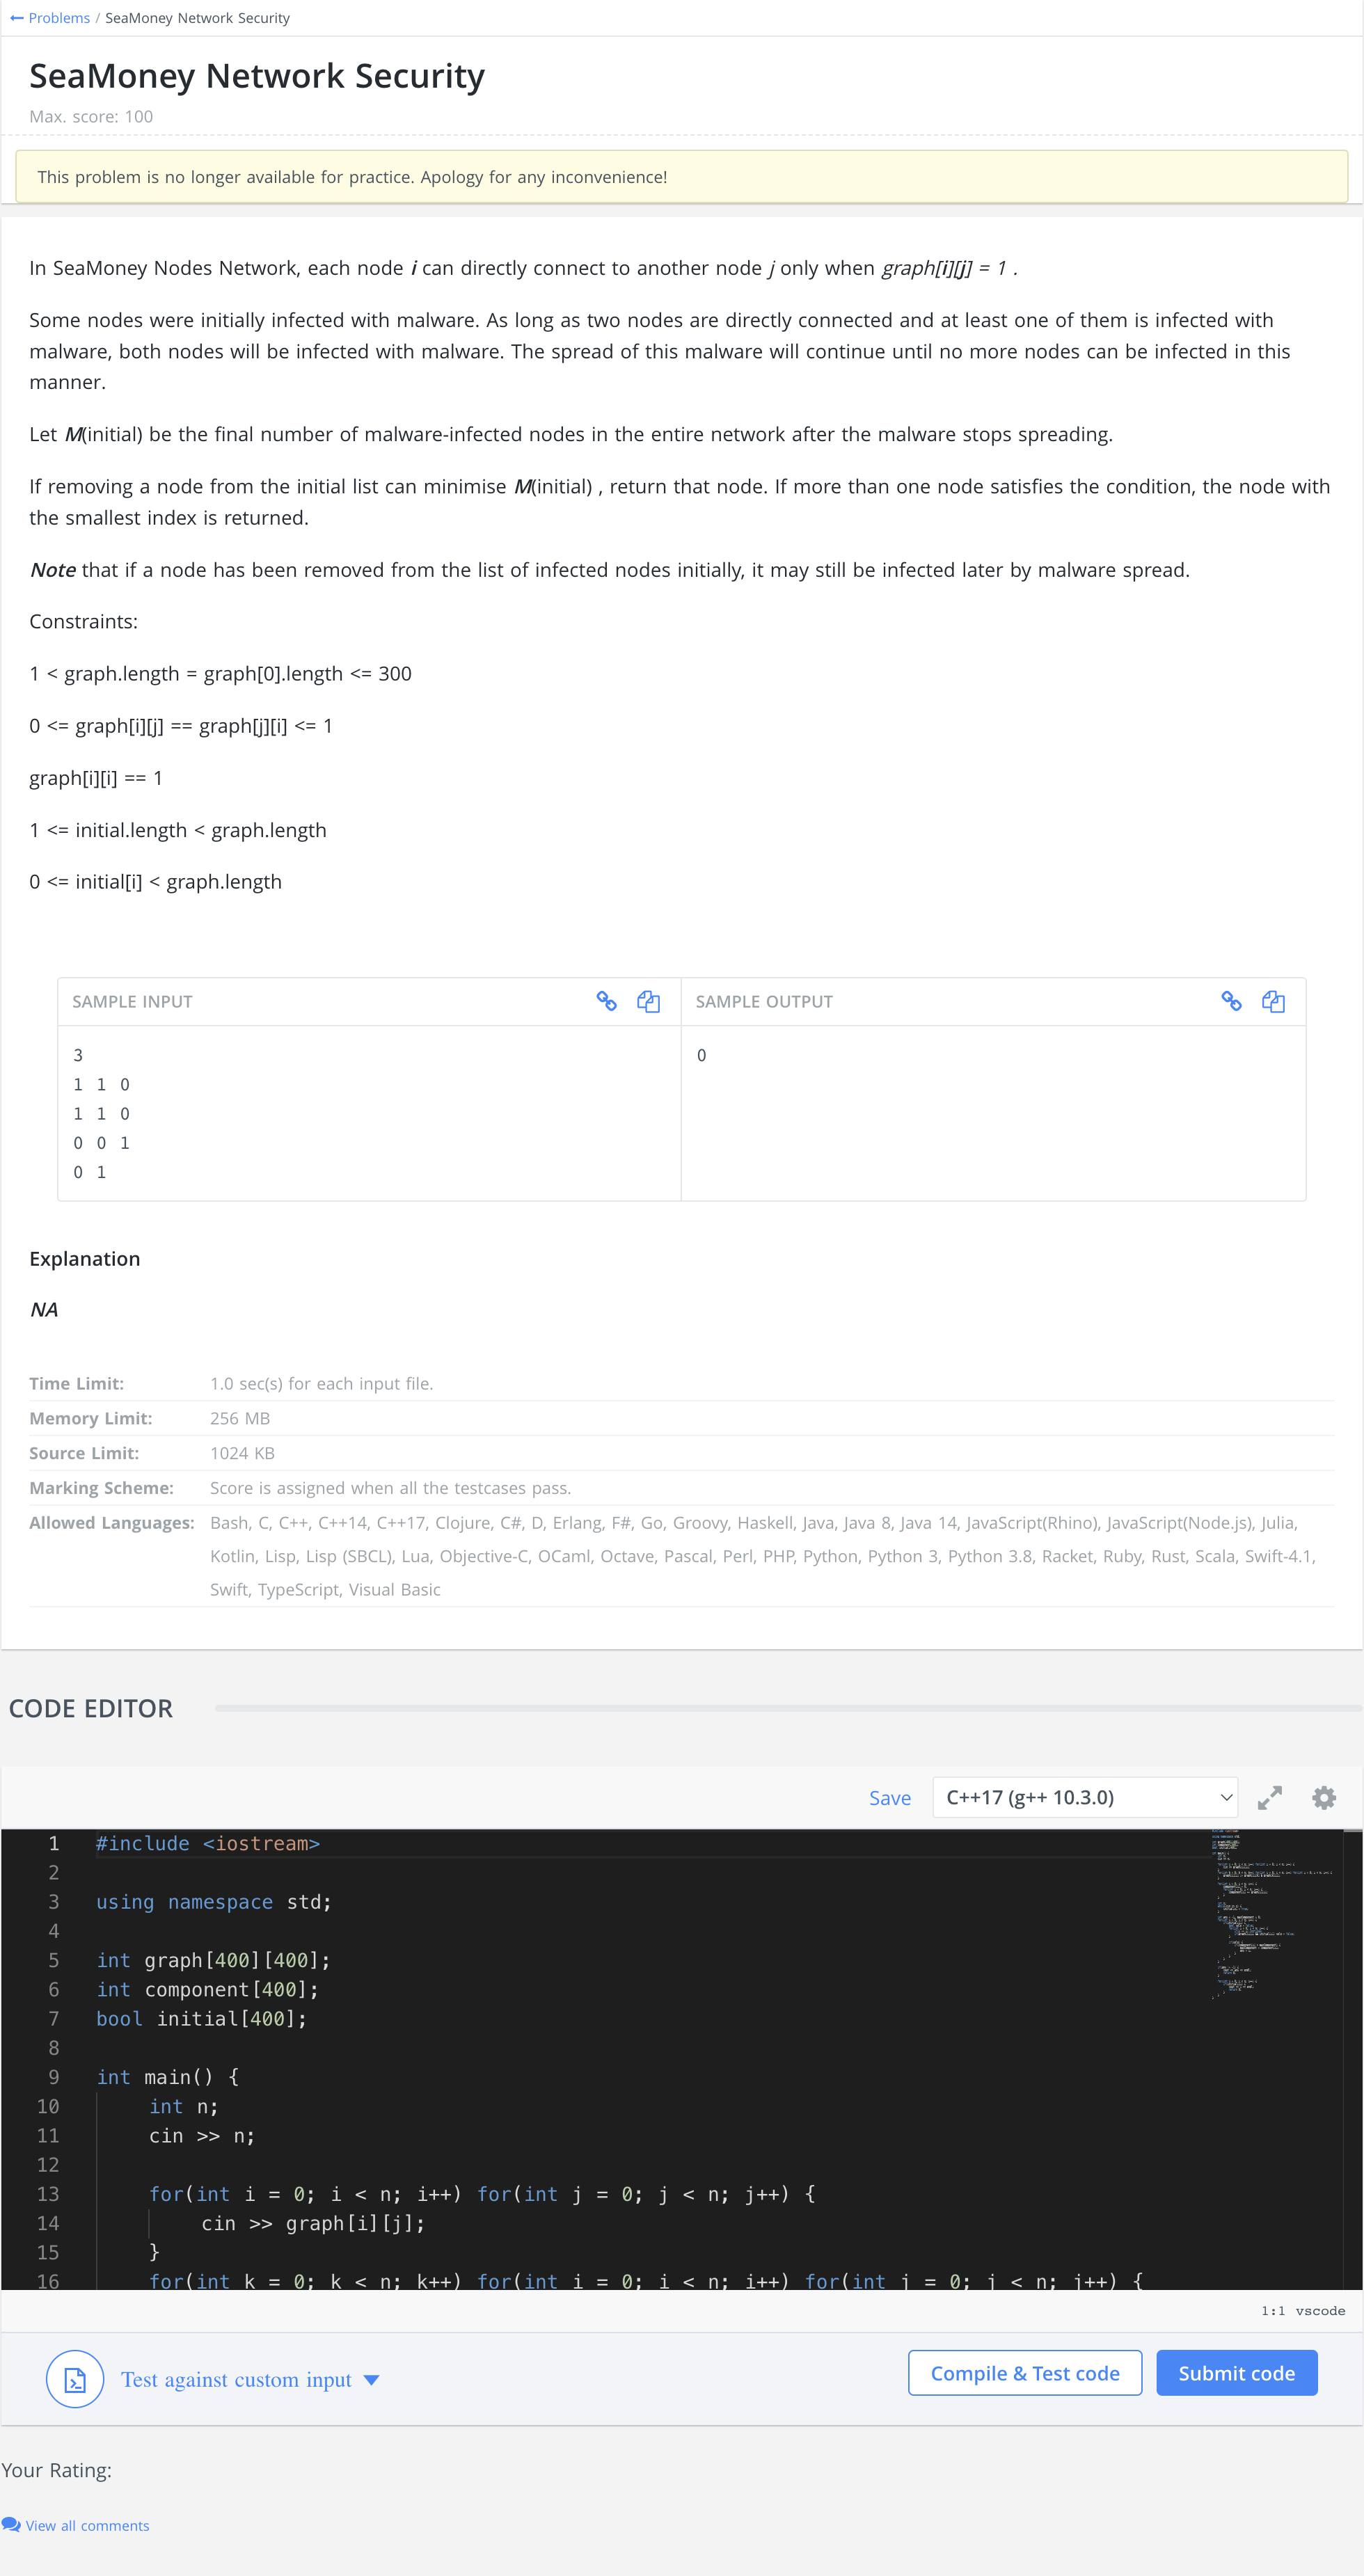 Problems / SeaMoney Network Security
SeaMoney Network Security
Max. score: 100
This problem is no longer available for practice. Apology for any inconvenience!
In SeaMoney Nodes Network, each node i can directly connect to another node j only when graph[i][j] = 1 .
Some nodes were initially infected with malware. As long as two nodes are directly connected and at least one of them is infected with
malware, both nodes will be infected with malware. The spread of this malware will continue until no more nodes can be infected in this
manner.
Let M(initial) be the final number of malware-infected nodes in the entire network after the malware stops spreading.
If removing a node from the initial list can minimise M(initial) , return that node. If more than one node satisfies the condition, the node with
the smallest index is returned.
Note that if a node has been removed from the list of infected nodes initially, it may still be infected later by malware spread.
Constraints:
1 < graph.length = graph[0].length <= 300
0 <= graph[i][j] == graph[j][i] <= 1
graph[i][i] == 1
1 <= initial.length < graph.length
0 <= initial[i] < graph.length
SAMPLE INPUT
SAMPLE OUTPUT
3
0
1 1 0
1 1 0
0 0 1
0 1
Explanation
NA
Time Limit: 1.0 sec(s) for each input file.
Memory Limit: 256 MB
Source Limit: 1024 KB
Marking Scheme: Score is assigned when all the testcases pass.
Allowed Languages: Bash, C, C++, C++14, C++17, Clojure, C#, D, Erlang, F#, Go, Groovy, Haskell, Java, Java 8, Java 14, JavaScript(Rhino), JavaScript(Node.js), Julia,
Kotlin, Lisp, Lisp (SBCL), Lua, Objective-C, OCaml, Octave, Pascal, Perl, PHP, Python, Python 3, Python 3.8, Racket, Ruby, Rust, Scala, Swift-4.1,
Swift, TypeScript, Visual Basic
CODE EDITOR
Save
C++17 (g++ 10.3.0)
1 #include <iostream>
2
3 using namespace std;
4
5 int graph[400][400];
6 int component[400];
7 bool initial[400];
8
9 int main() {
10 int n;
11 cin >> n;
12
13 for(int i = 0; i < n; i++) for(int j = 0; j < n; j++) {
14 cin >> graph[i][j];
15 }
16 for(int k = 0; k < n; k++) for(int i = 0; i < n; i++) for(int j = 0; j < n; j++) {
1:1 vscode
Test against custom input
Compile & Test code
Submit code
Your Rating:
View all comments